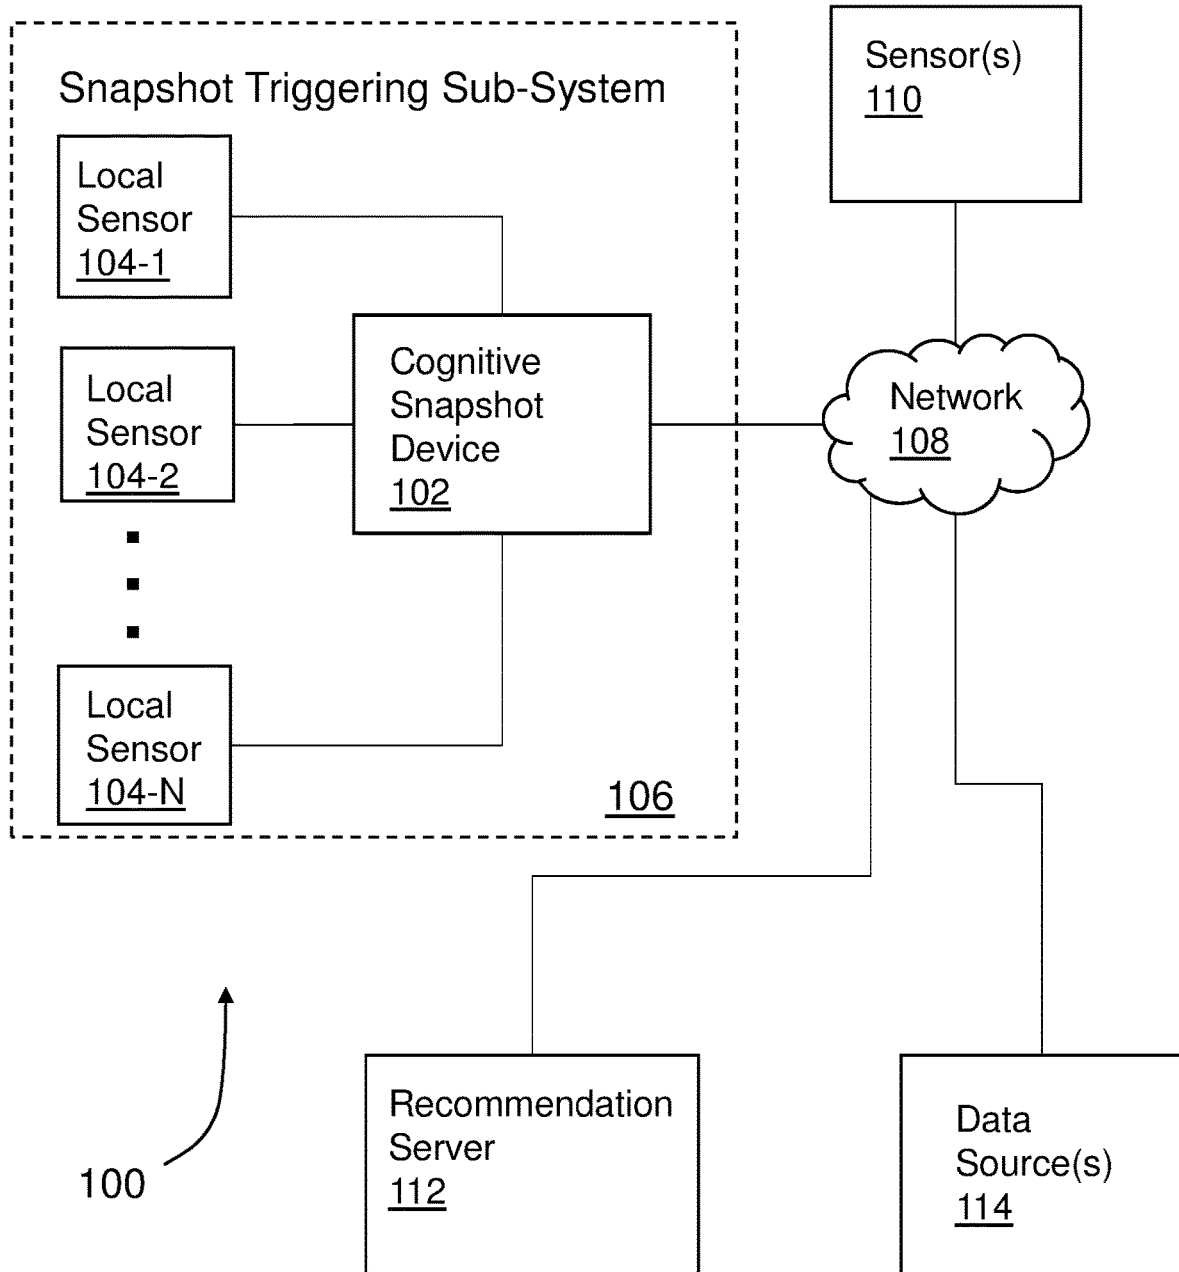 Snapshot Triggering Sub-System
Local
Sensor
104-1
Local
Sensor
104-2
Local
Sensor
104-N
Cognitive
Snapshot
Device
102
106
Sensor(s)
110
Network
108
100
Recommendation
Server
112
Data
Source(s)
114